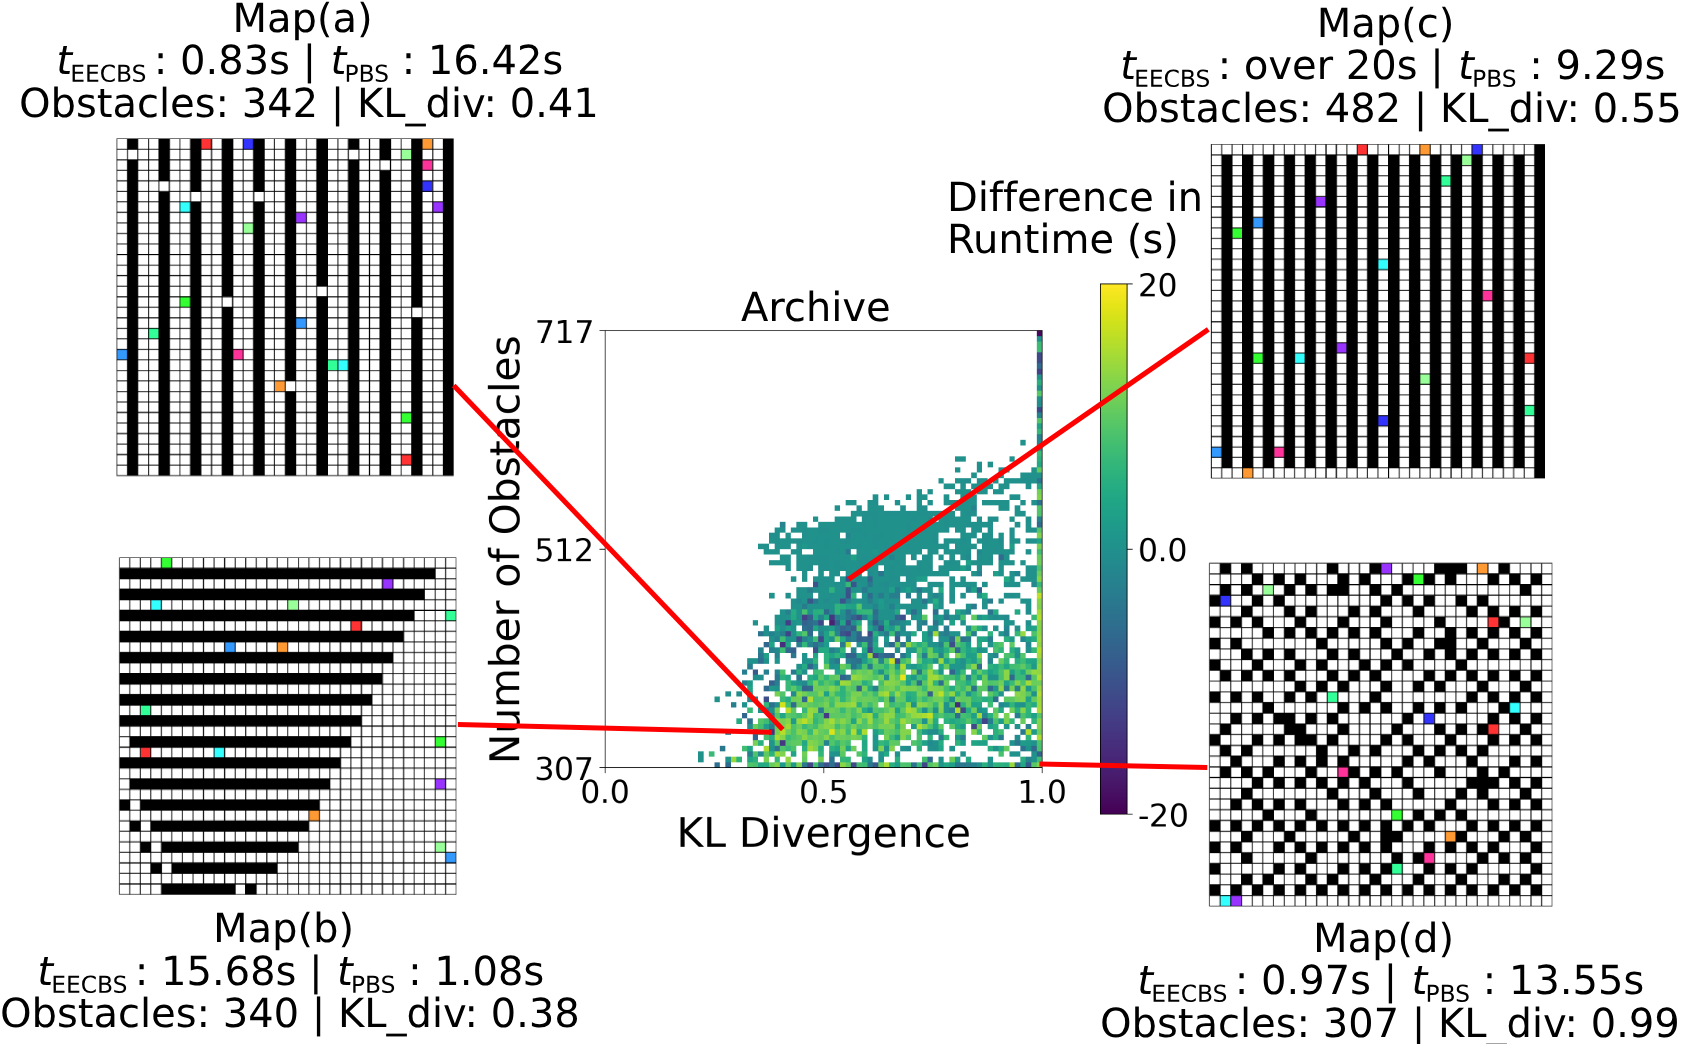 Map(a)
tEECBS : 0.83s | tPBS : 16.42s
Obstacles: 342 | KL_div: 0.41
Map(c)
tEECBS : over 20s | tPBS : 9.29s
Obstacles: 482 | KL_div: 0.55
Difference in
Runtime (s)
20
0.0
-20
Archive
Number of Obstacles
717
512
307
0.0
0.5
1.0
KL Divergence
Map(b)
tEECBS : 15.68s | tPBS : 1.08s
Obstacles: 340 | KL_div: 0.38
Map(d)
tEECBS : 0.97s | tPBS : 13.55s
Obstacles: 307 | KL_div: 0.99